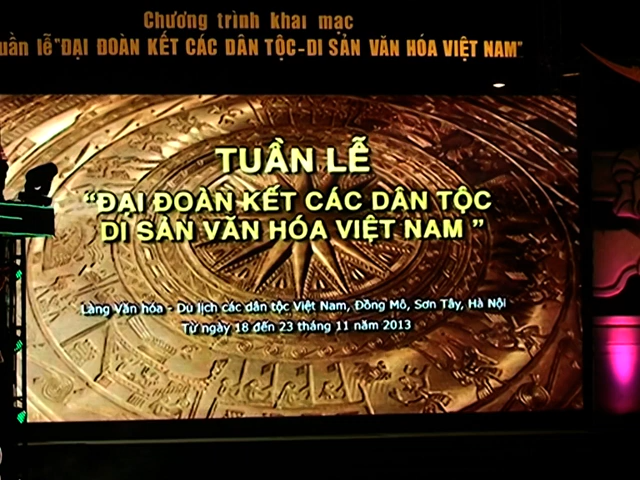 Chương trình khai mạc
uần lễ "ĐẠI ĐOÀN KẾT CÁC DÂN TỘC-DI SẢN VĂN HÓA VIỆT NAM"
TUẦN LỄ
“ĐẠI ĐOÀN KẾT CÁC DÂN TỘC
DI SẢN VĂN HÓA VIỆT NAM ”
Làng Văn hóa - Du lịch các dân tộc Việt Nam, Đồng Mô, Sơn Tây, Hà Nội
Từ ngày 18 đến 23 tháng 11 năm 2013